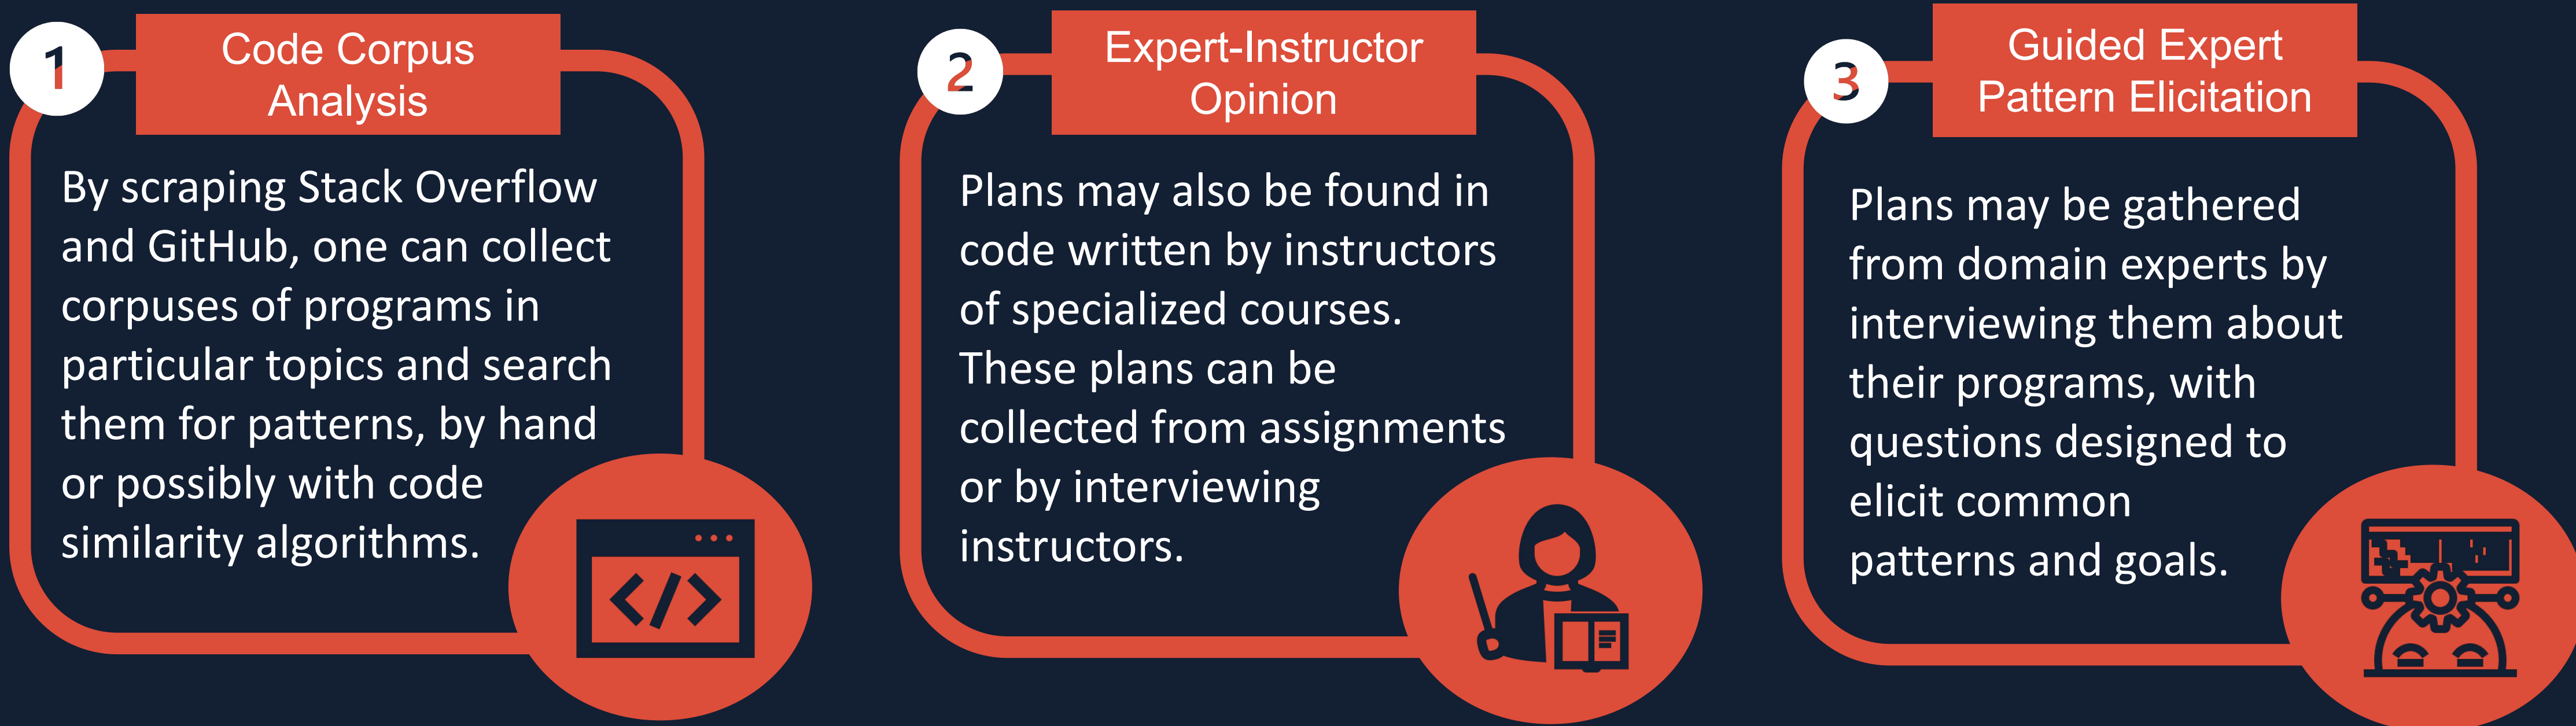 1
Code Corpus
Analysis
By scraping Stack Overflow
and GitHub, one can collect
corpuses of programs in
particular topics and search
them for patterns, by hand
or possibly with code
similarity algorithms.
</>
2
Expert-Instructor
Opinion
Plans may also be found in
code written by instructors
of specialized courses.
These plans can be
collected from assignments
or by interviewing
instructors.
3
Guided Expert
Pattern Elicitation
Plans may be gathered
from domain experts by
interviewing them about
their programs, with
questions designed to
elicit common
patterns and goals.